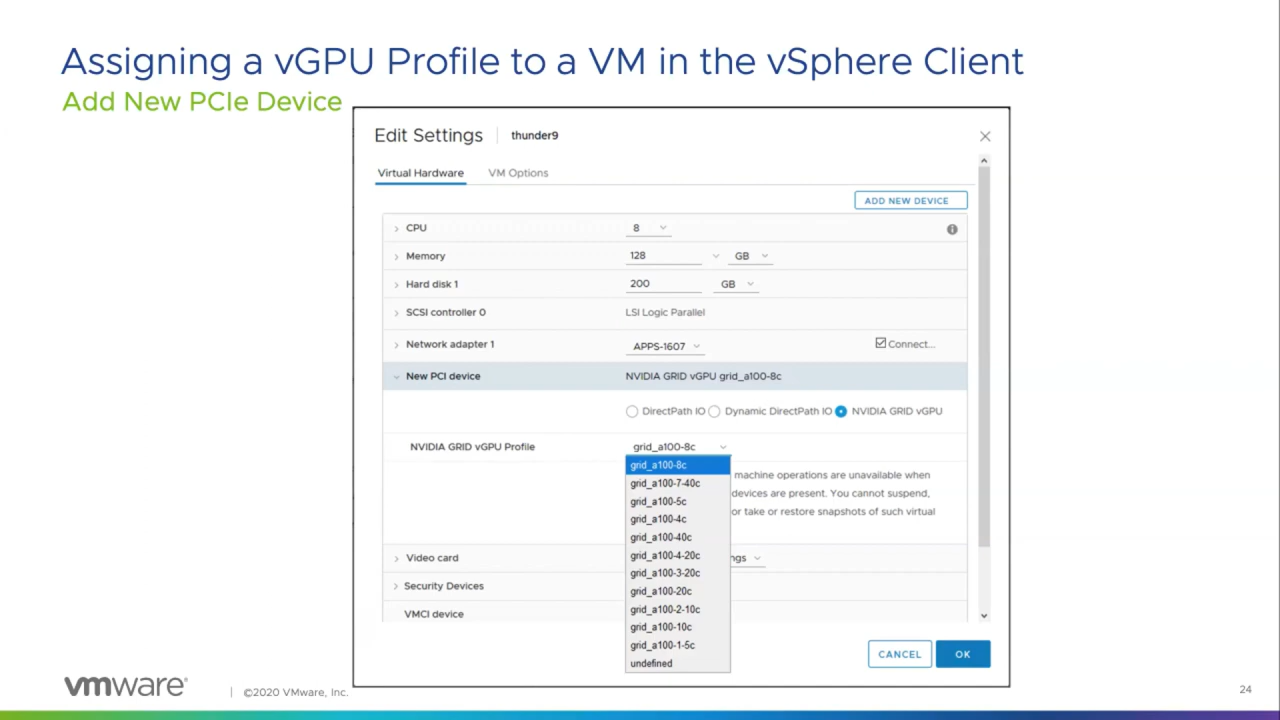 Assigning a vGPU Profile to a VM in the vSphere Client
Add New PCIe Device
Edit Settings | thunder9
Virtual Hardware VM Options
ADD NEW DEVICE
CPU 8
Memory 128 GB
Hard disk 1 200 GB
SCSI controller 0 LSI Logic Parallel
Network adapter 1 APPS-1607 Connect...
New PCI device NVIDIA GRID vGPU grid_a100-8c
DirectPath IO Dynamic DirectPath IO NVIDIA GRID vGPU
NVIDIA GRID vGPU Profile grid_a100-8c
grid_a100-8c
machine operations are unavailable when
grid_a100-7-40c
devices are present. You cannot suspend,
grid_a100-5c
or take or restore snapshots of such virtual
grid_a100-4c
grid_a100-40c
grid_a100-4-20c
grid_a100-3-20c
grid_a100-20c
grid_a100-2-10c
grid_a100-10c
grid_a100-1-5c
undefined
Video card ngs
Security Devices
VMCI device
CANCEL OK
vmware® | ©2020 VMware, Inc.
24